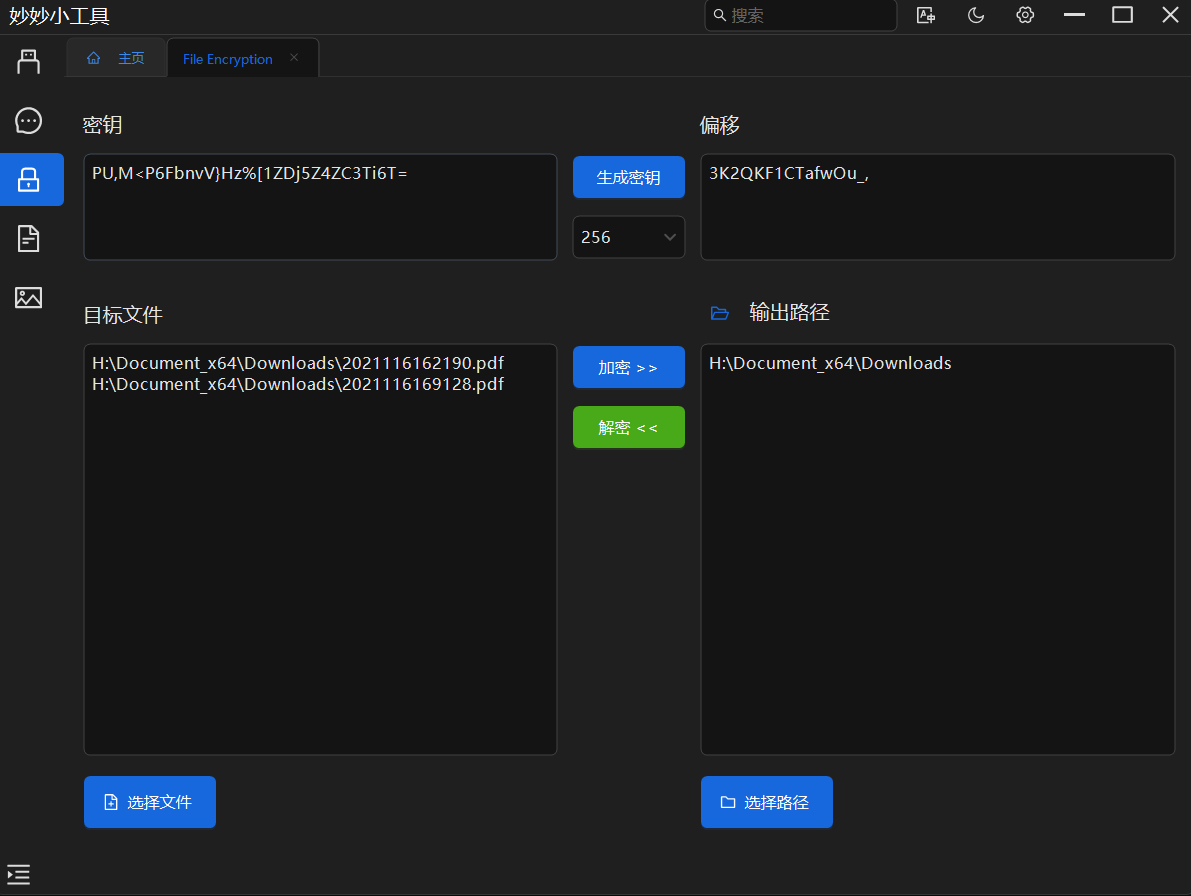 妙妙小工具
搜索
主页
File Encryption
密钥
偏移
PU,M<P6FbnvV}Hz%[1ZDj5Z4ZC3Ti6T=
生成密钥
3K2QKF1CTafwOu_,
256
目标文件
输出路径
H:\Document_x64\Downloads\2021116162190.pdf
H:\Document_x64\Downloads\2021116169128.pdf
加密 >>
H:\Document_x64\Downloads
解密 <<
选择文件
选择路径